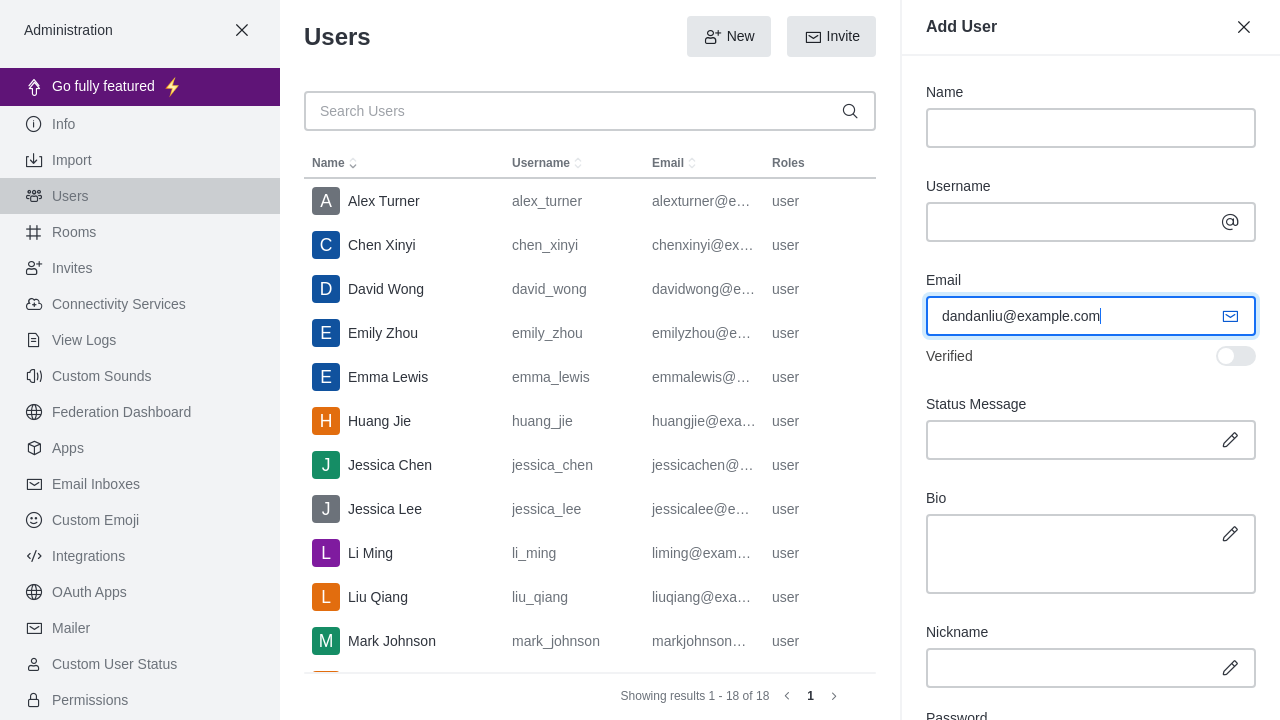 Administration
Go fully featured
Info
Import
Users
Rooms
Invites
Connectivity Services
View Logs
Custom Sounds
Federation Dashboard
Apps
Email Inboxes
Custom Emoji
Integrations
OAuth Apps
Mailer
Custom User Status
Permissions
Users
New
Invite
Search Users
Name Username Email Roles
A Alex Turner alex_turner alexturner@e… user
C Chen Xinyi chen_xinyi chenxinyi@ex… user
D David Wong david_wong davidwong@e… user
E Emily Zhou emily_zhou emilyzhou@e… user
E Emma Lewis emma_lewis emmalewis@… user
H Huang Jie huang_jie huangjie@exa… user
J Jessica Chen jessica_chen jessicachen@… user
J Jessica Lee jessica_lee jessicalee@e… user
L Li Ming li_ming liming@exam… user
L Liu Qiang liu_qiang liuqiang@exa… user
M Mark Johnson mark_johnson markjohnson… user
Showing results 1 - 18 of 18 1
Add User
Name
Username
Email
dandanliu@example.com
Verified
Status Message
Bio
Nickname
Password